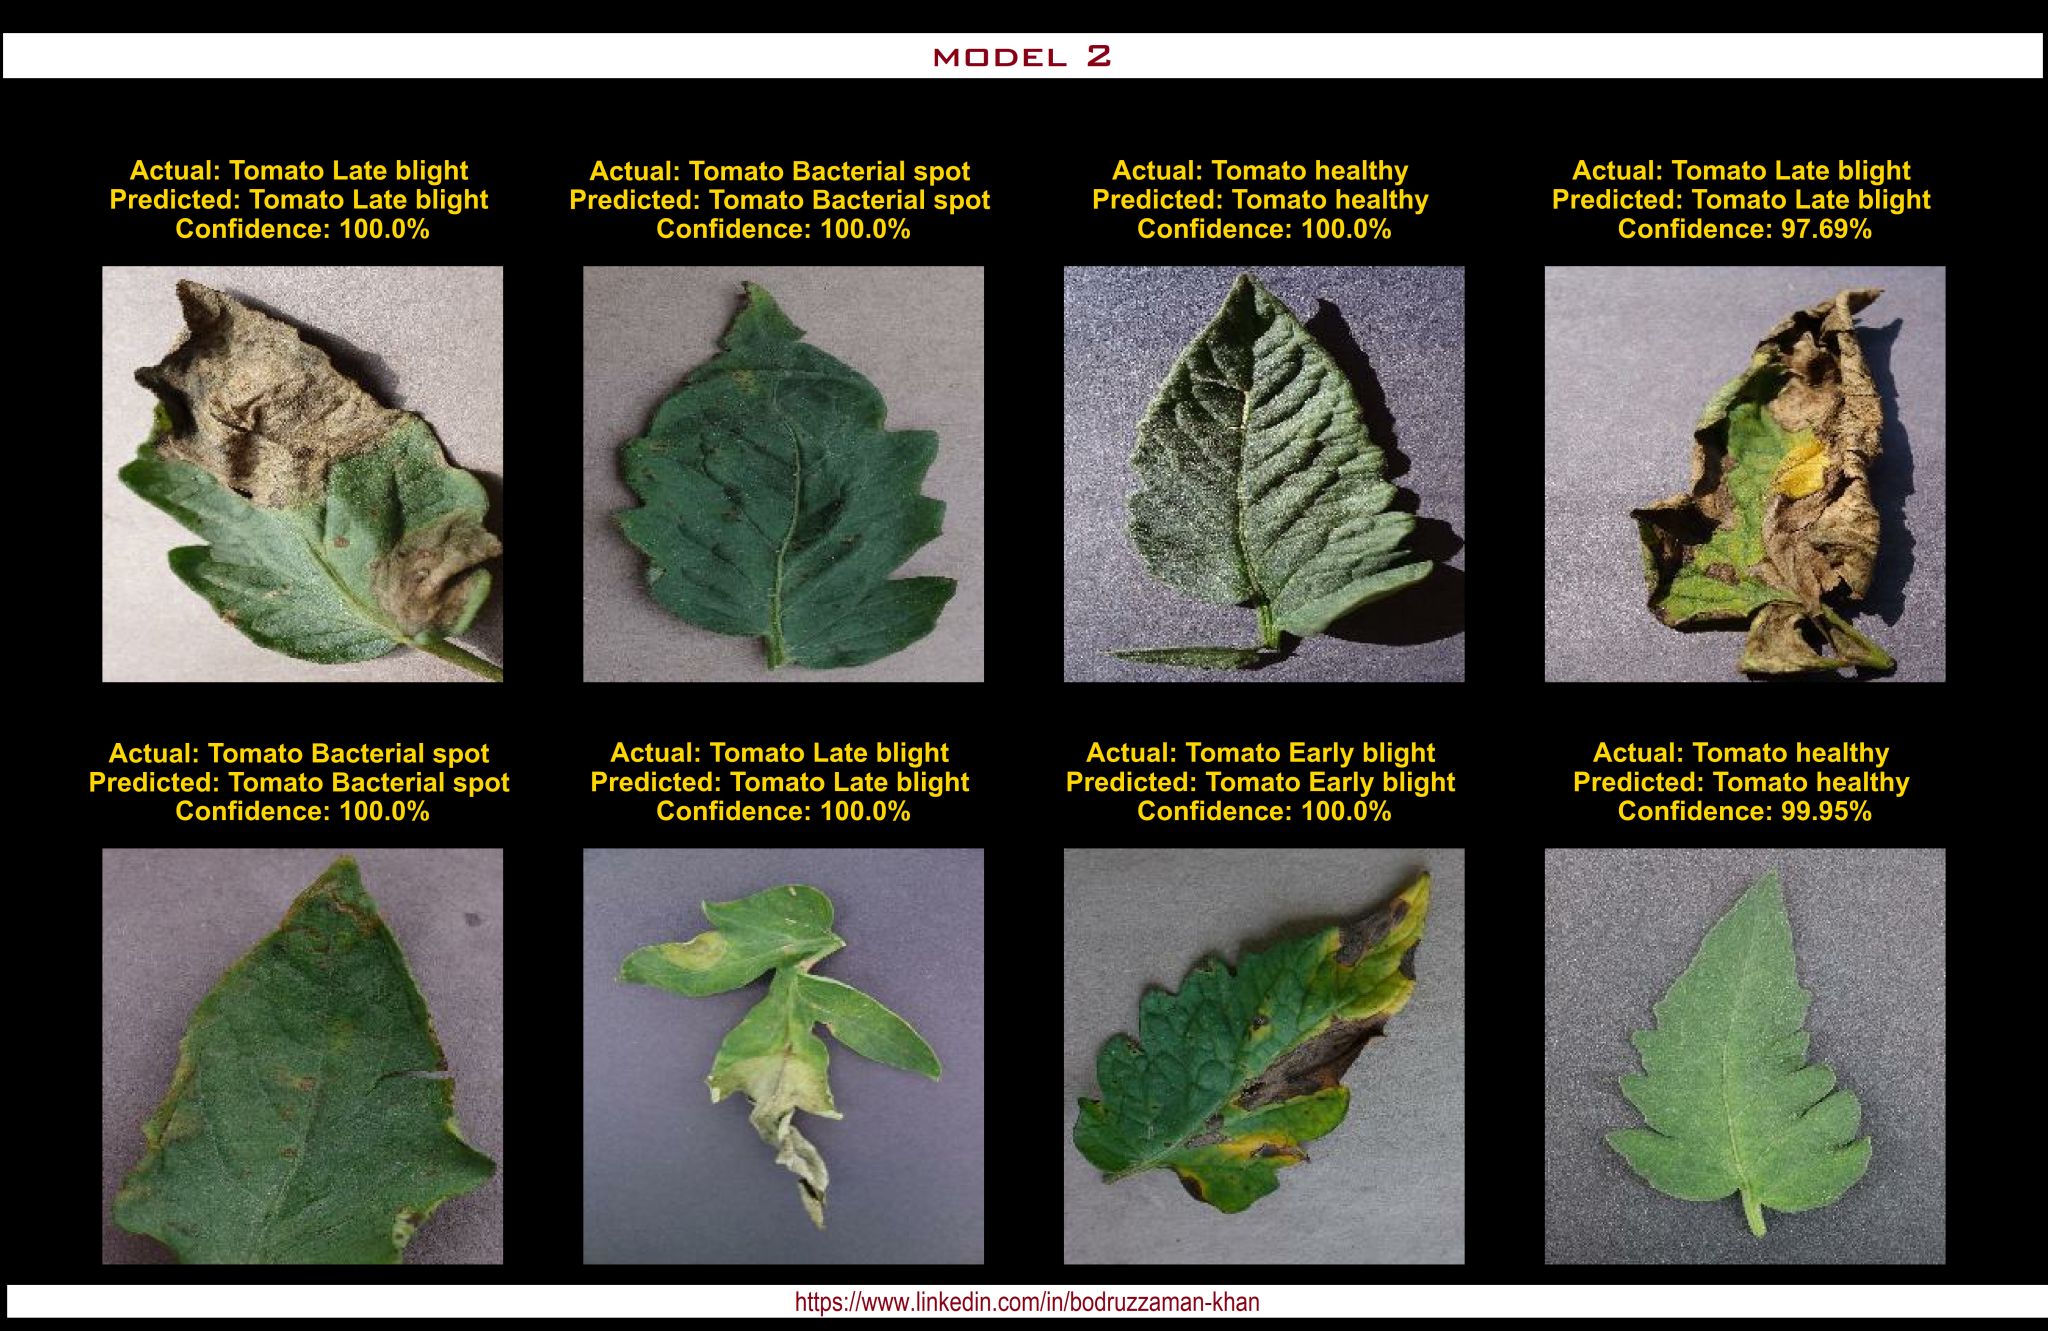 MODEL 2
Actual: Tomato Late blight
Predicted: Tomato Late blight
Confidence: 100.0%
Actual: Tomato Bacterial spot
Predicted: Tomato Bacterial spot
Confidence: 100.0%
Actual: Tomato healthy
Predicted: Tomato healthy
Confidence: 100.0%
Actual: Tomato Late blight
Predicted: Tomato Late blight
Confidence: 97.69%
Actual: Tomato Bacterial spot
Predicted: Tomato Bacterial spot
Confidence: 100.0%
Actual: Tomato Late blight
Predicted: Tomato Late blight
Confidence: 100.0%
Actual: Tomato Early blight
Predicted: Tomato Early blight
Confidence: 100.0%
Actual: Tomato healthy
Predicted: Tomato healthy
Confidence: 99.95%
https://www.linkedin.com/in/bodruzzaman-khan